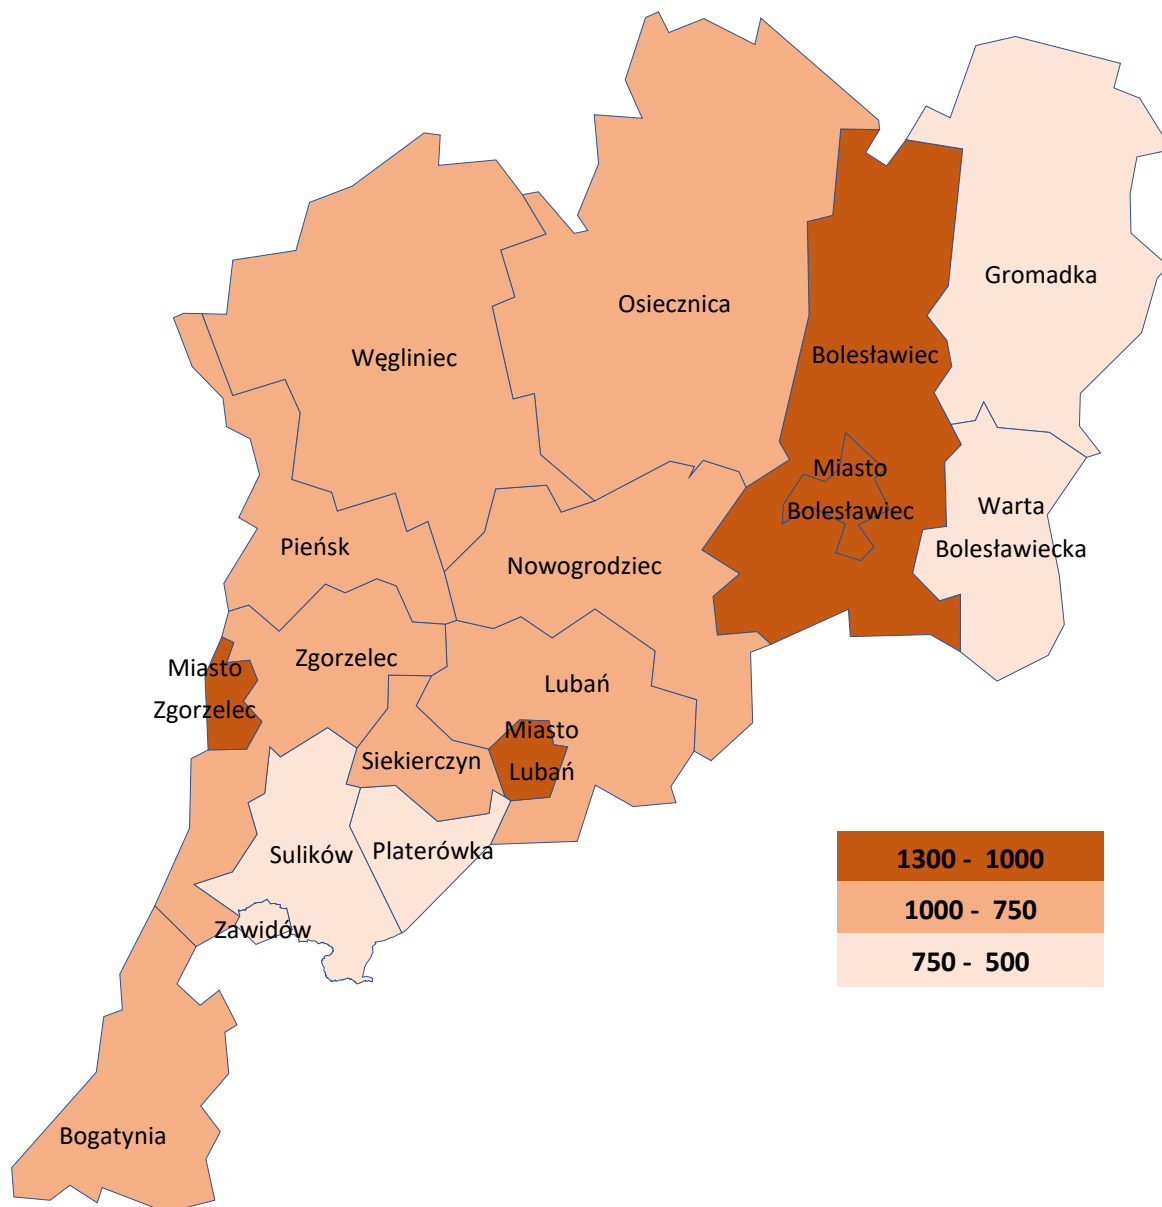 Gromadka
Osiecznica
Bolesławiec
Węgliniec
Miasto
Bolesławiec
Warta
Bolesławiecka
Pieńsk
Nowogrodziec
Zgorzelec
Miasto
Zgorzelec
Lubań
Miasto
Lubań
Siekierczyn
Sulików
Platerówka
Zawidów
Bogatynia
1300 - 1000
1000 - 750
750 - 500